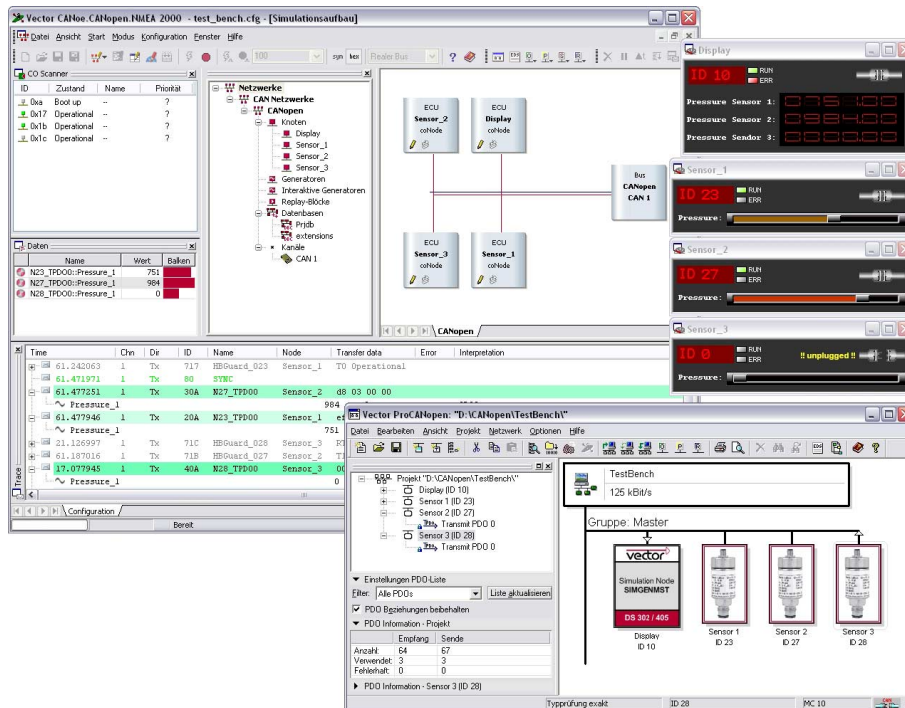 Vector CANoe.CANopen.NMEA 2000 - test_bench.cfg - [Simulationsaufbau]
Datei Ansicht Start Modus Konfiguration Fenster Hilfe
100 sym hex Realer Bus
CO Scanner
ID Zustand Name Priorität
0xa Boot up -- ?
0x17 Operational -- ?
0x1b Operational -- ?
0x1c Operational -- ?
Daten
Name Wert Balken
N23_TPDO0::Pressure_1 751
N27_TPDO0::Pressure_1 984
N28_TPDO0::Pressure_1 0
Netzwerke
CAN Netzwerke
CANopen
Knoten
Display
Sensor_1
Sensor_2
Sensor_3
Generatoren
Interaktive Generatoren
Replay-Blöcke
Datenbasen
Prjdb
extensions
Kanäle
CAN 1
ECU
Sensor_2
coNode
ECU
Display
coNode
Bus
CANopen
CAN 1
ECU
Sensor_3
coNode
ECU
Sensor_1
coNode
CANopen
Display
ID 10 RUN
ERR
Pressure Sensor 1: 0751.00
Pressure Sensor 2: 0984.00
Pressure Sendor 3: 0000.00
Sensor_1
ID 23 RUN
ERR
Pressure:
Sensor_2
ID 27 RUN
ERR
Pressure:
Sensor_3
ID 0 RUN
ERR
!! unplugged !!
Pressure:
Time Chn Dir ID Name Node Transfer data Error Interpretation
61.242063 1 Tx 717 HBGuard_023 Sensor_1 T0 Operational
61.471971 1 Tx 80 SYNC
61.477251 1 Tx 30A N27_TPDO0 Sensor_2 d8 03 00 00
Pressure_1 984
61.477946 1 Tx 20A N23_TPDO0 Sensor_1 ef
Pressure_1 751
21.126997 1 Tx 71C HBGuard_028 Sensor_3
61.187016 1 Tx 71B HBGuard_027 Sensor_2
17.077945 1 Tx 40A N28_TPDO0 Sensor_3 00
Pressure_1 0
Trace
Configuration
Bereit
Vector ProCANopen: "D:\CANopen\TestBench\"
Datei Bearbeiten Ansicht Projekt Netzwerk Optionen Hilfe
Projekt "D:\CANopen\TestBench\"
Display (ID 10)
Sensor 1 (ID 23)
Sensor 2 (ID 27)
Transmit PDO 0
Sensor 3 (ID 28)
Transmit PDO 0
Einstellungen PDO-Liste
Filter: Alle PDOs Liste aktualisieren
PDO Beziehungen beibehalten
PDO Information - Projekt
Empfang Sende
Anzahl: 64 67
Verwendet: 3 3
Fehlerhaft: 0 0
PDO Information - Sensor 3 (ID 28)
TestBench
125 kBit/s
Gruppe: Master
vector
Simulation Node
SIMGENMST
DS 302 / 405
Display
ID 10
Sensor 1
ID 23
Sensor 2
ID 27
Sensor 3
ID 28
Typprüfung exakt ID 28 MC 10